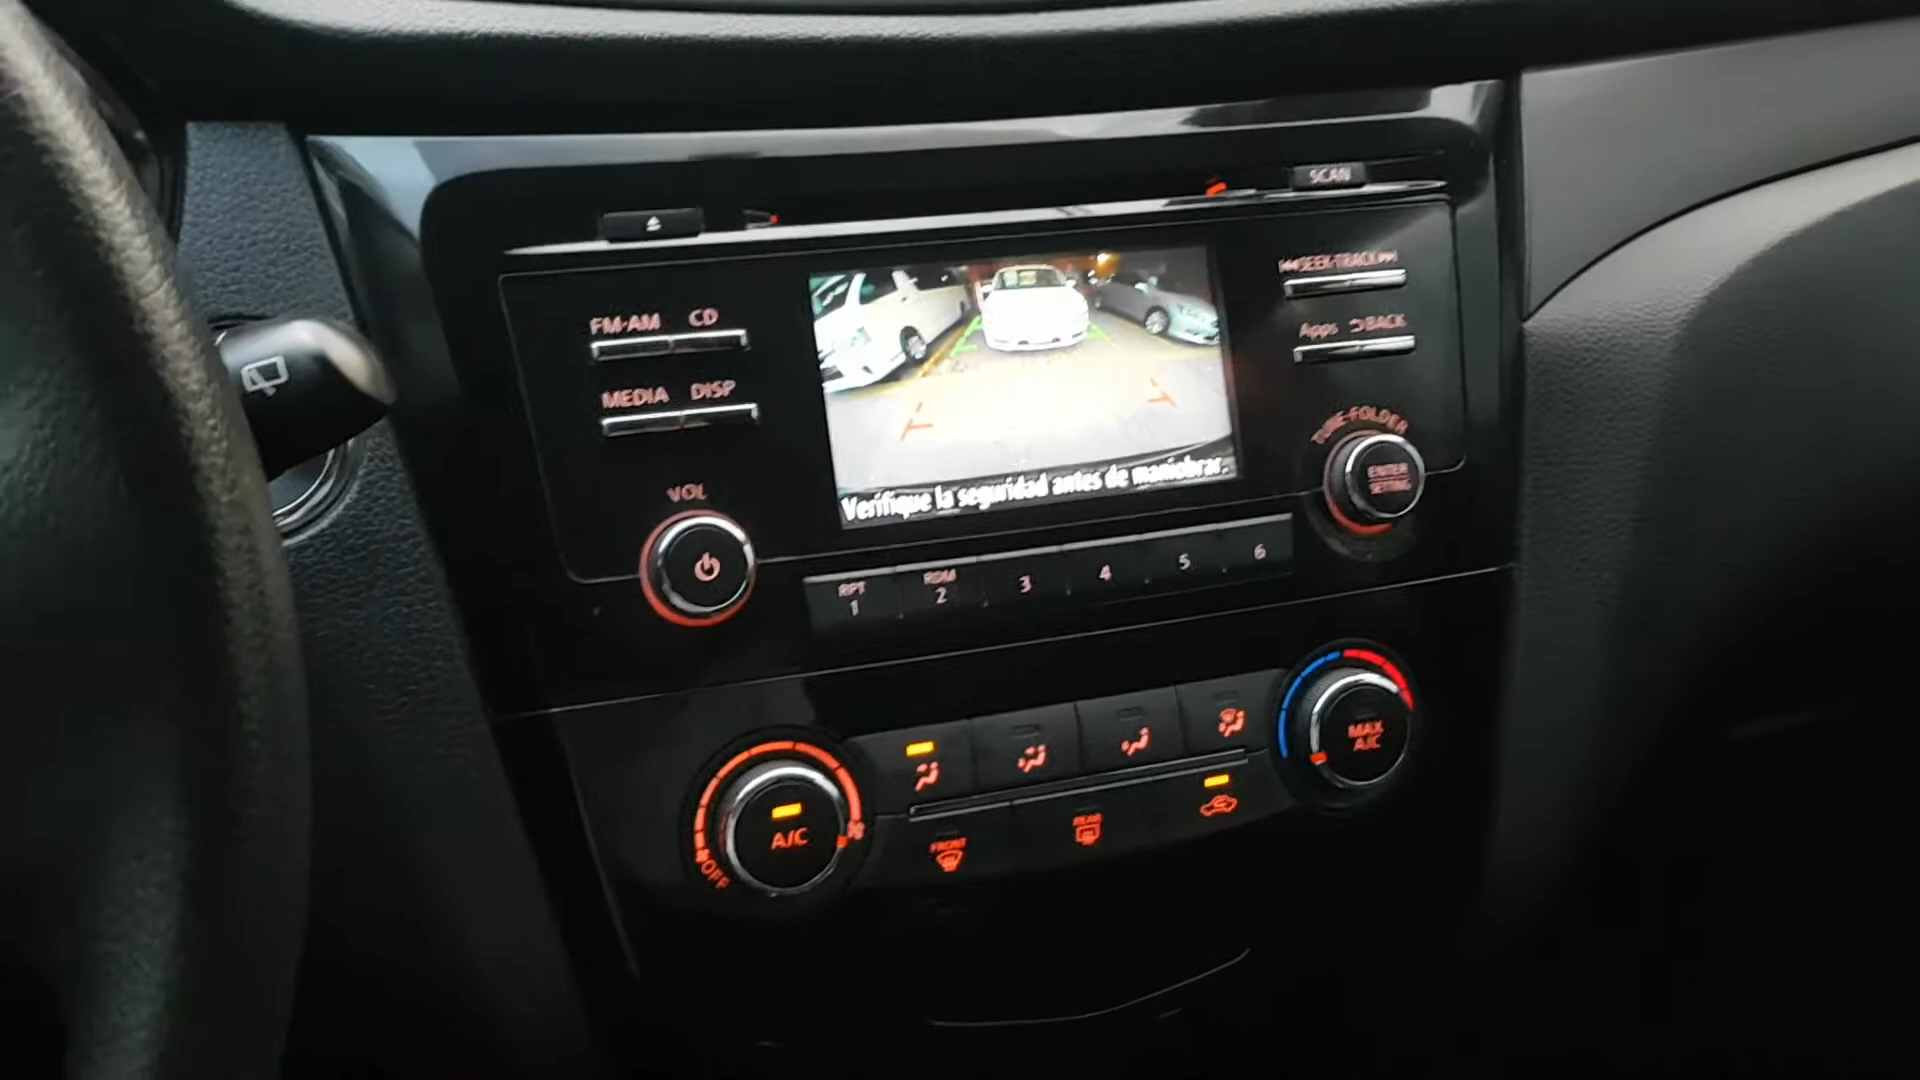 SCAN
SEEK·TRACK
FM·AM CD
Apps BACK
MEDIA DISP
TUNE·FOLDER
ENTER
SETTING
Verifique la seguridad antes de maniobrar.
VOL
RPT
1
RDM
2
3
4
5
6
MAX
A/C
A/C
OFF
FRONT
REAR